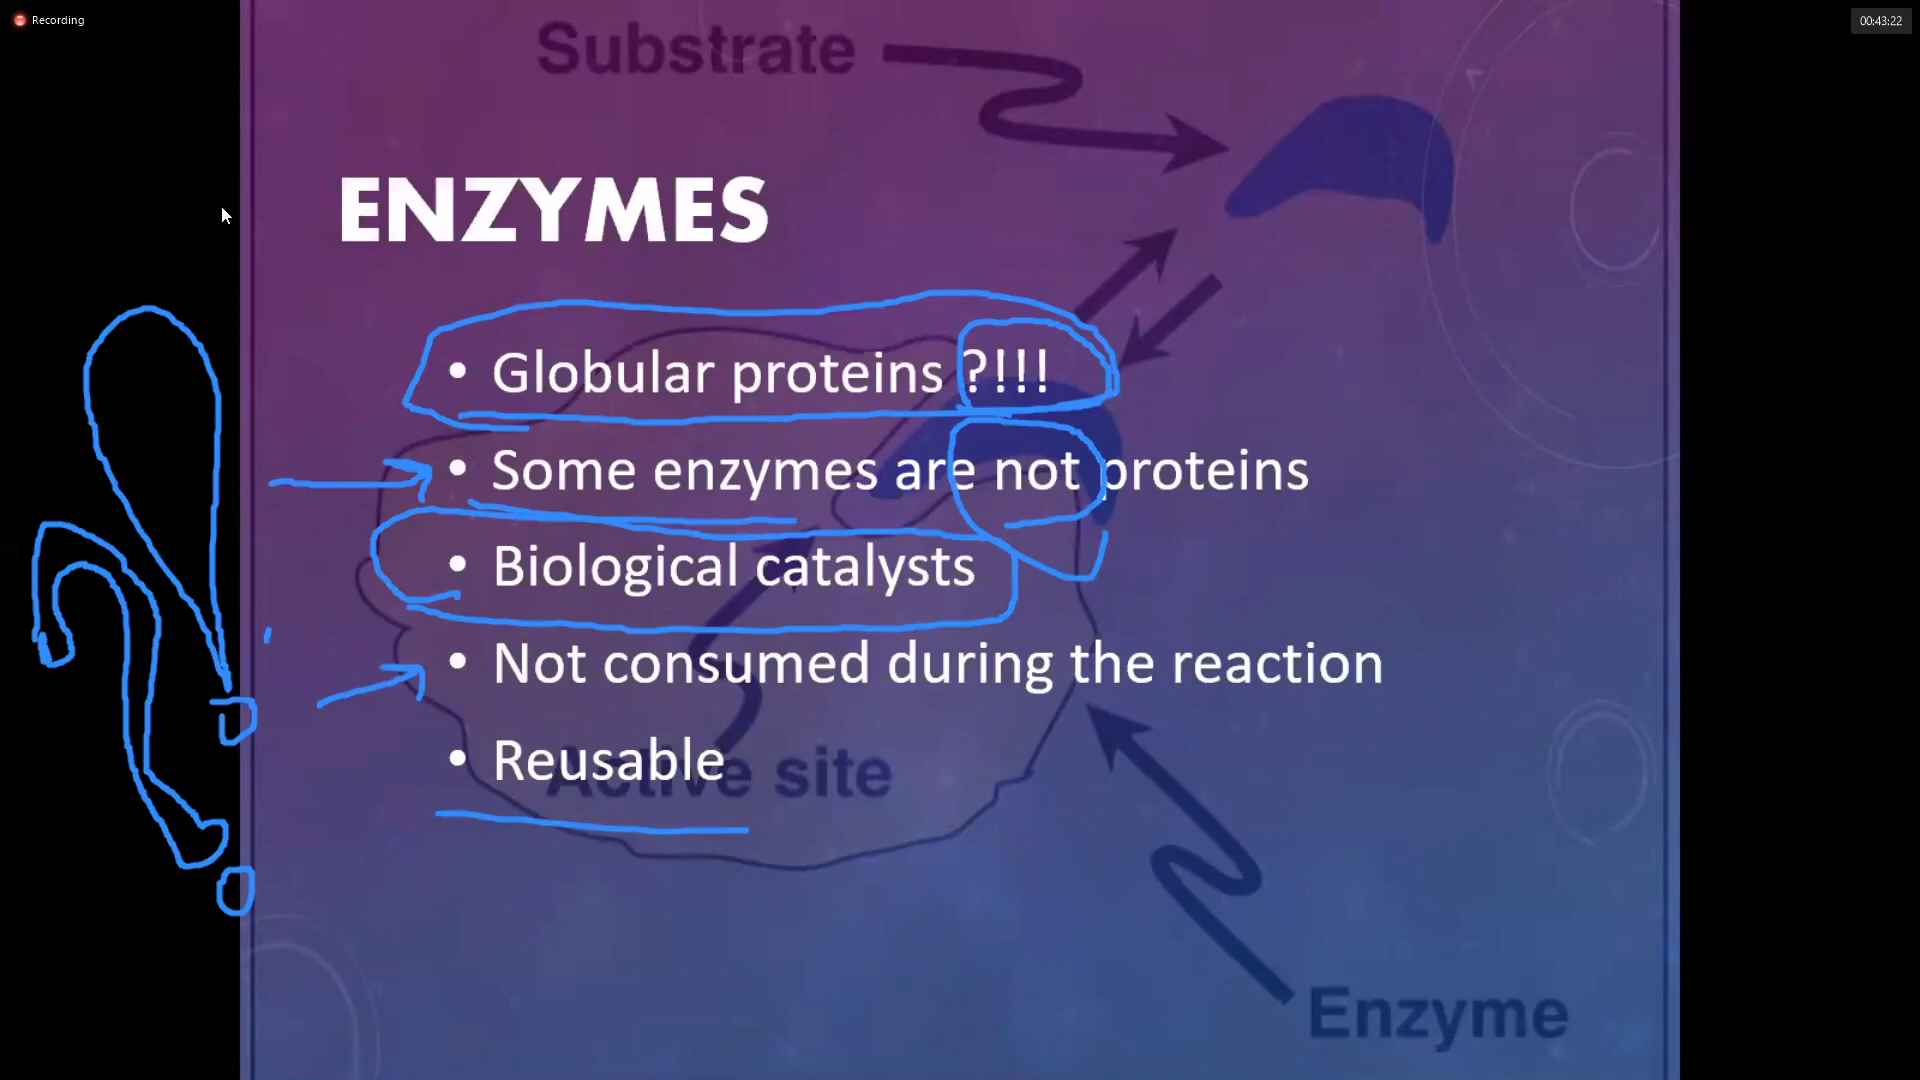 Recording
00:43:22
Substrate
ENZYMES
• Globular proteins ?!!!
• Some enzymes are not proteins
• Biological catalysts
• Not consumed during the reaction
• Reusable
Active site
Enzyme